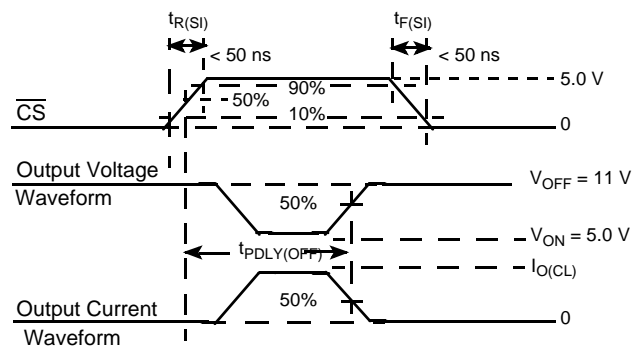 tR(SI)
tF(SI)
< 50 ns
< 50 ns
5.0 V
90%
50%
CS
10%
0
Output Voltage
Waveform
VOFF = 11 V
50%
VON = 5.0 V
tPDLY(OFF)
IO(CL)
Output Current
Waveform
50%
0